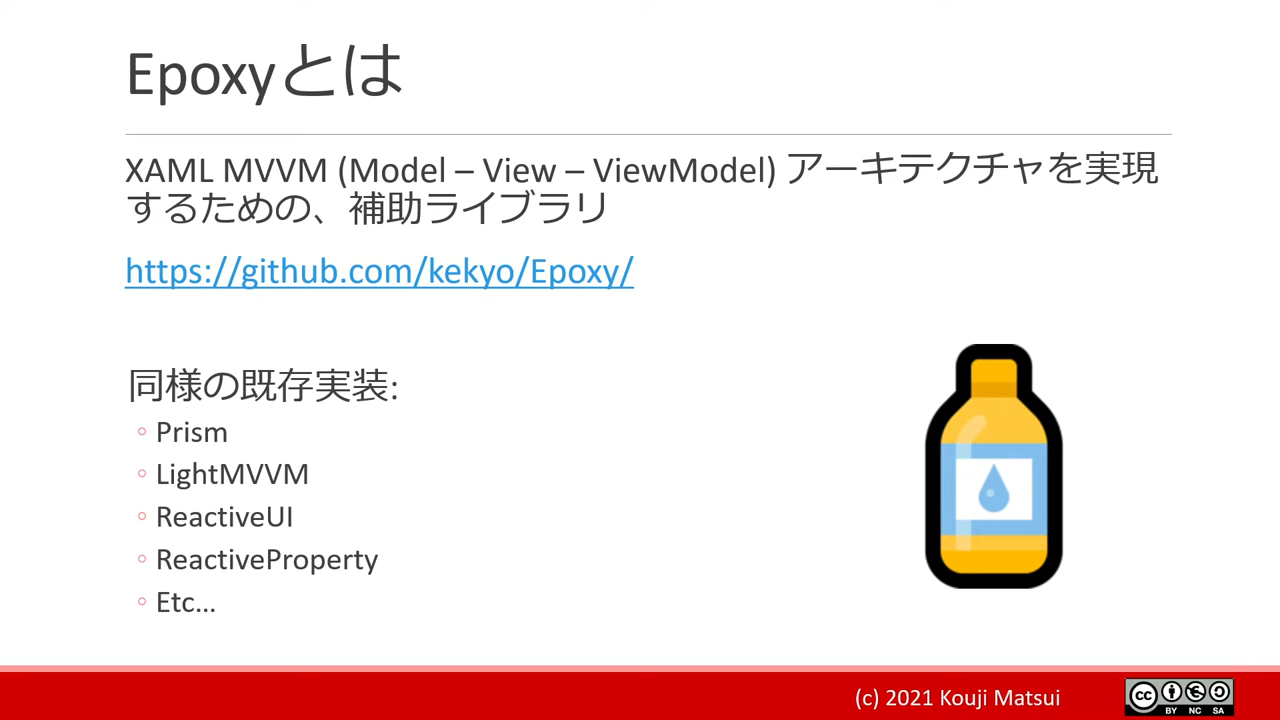 Epoxyとは
XAML MVVM (Model – View – ViewModel) アーキテクチャを実現
するための、補助ライブラリ
https://github.com/kekyo/Epoxy/
同様の既存実装:
Prism
LightMVVM
ReactiveUI
ReactiveProperty
Etc…
(c) 2021 Kouji Matsui
cc
BY NC SA